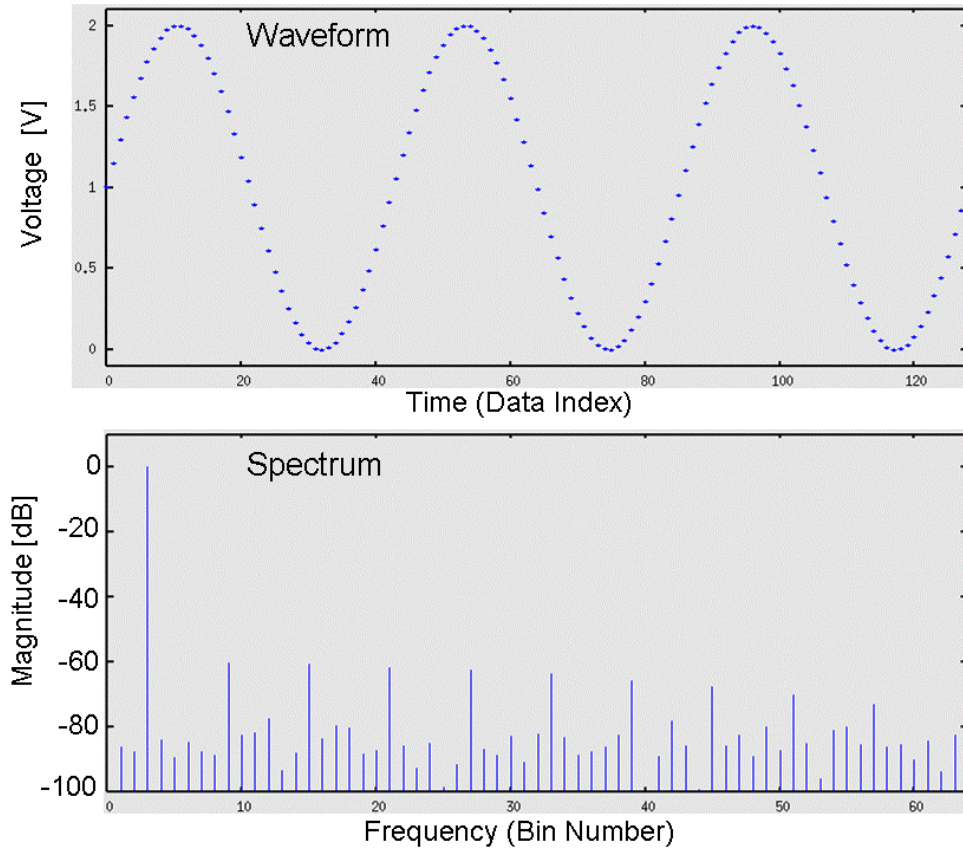 Waveform
Voltage [V]
2
1.5
1
0.5
0
0 20 40 60 80 100 120
Time (Data Index)
Spectrum
Magnitude [dB]
0
-20
-40
-60
-80
-100
0 10 20 30 40 50 60
Frequency (Bin Number)